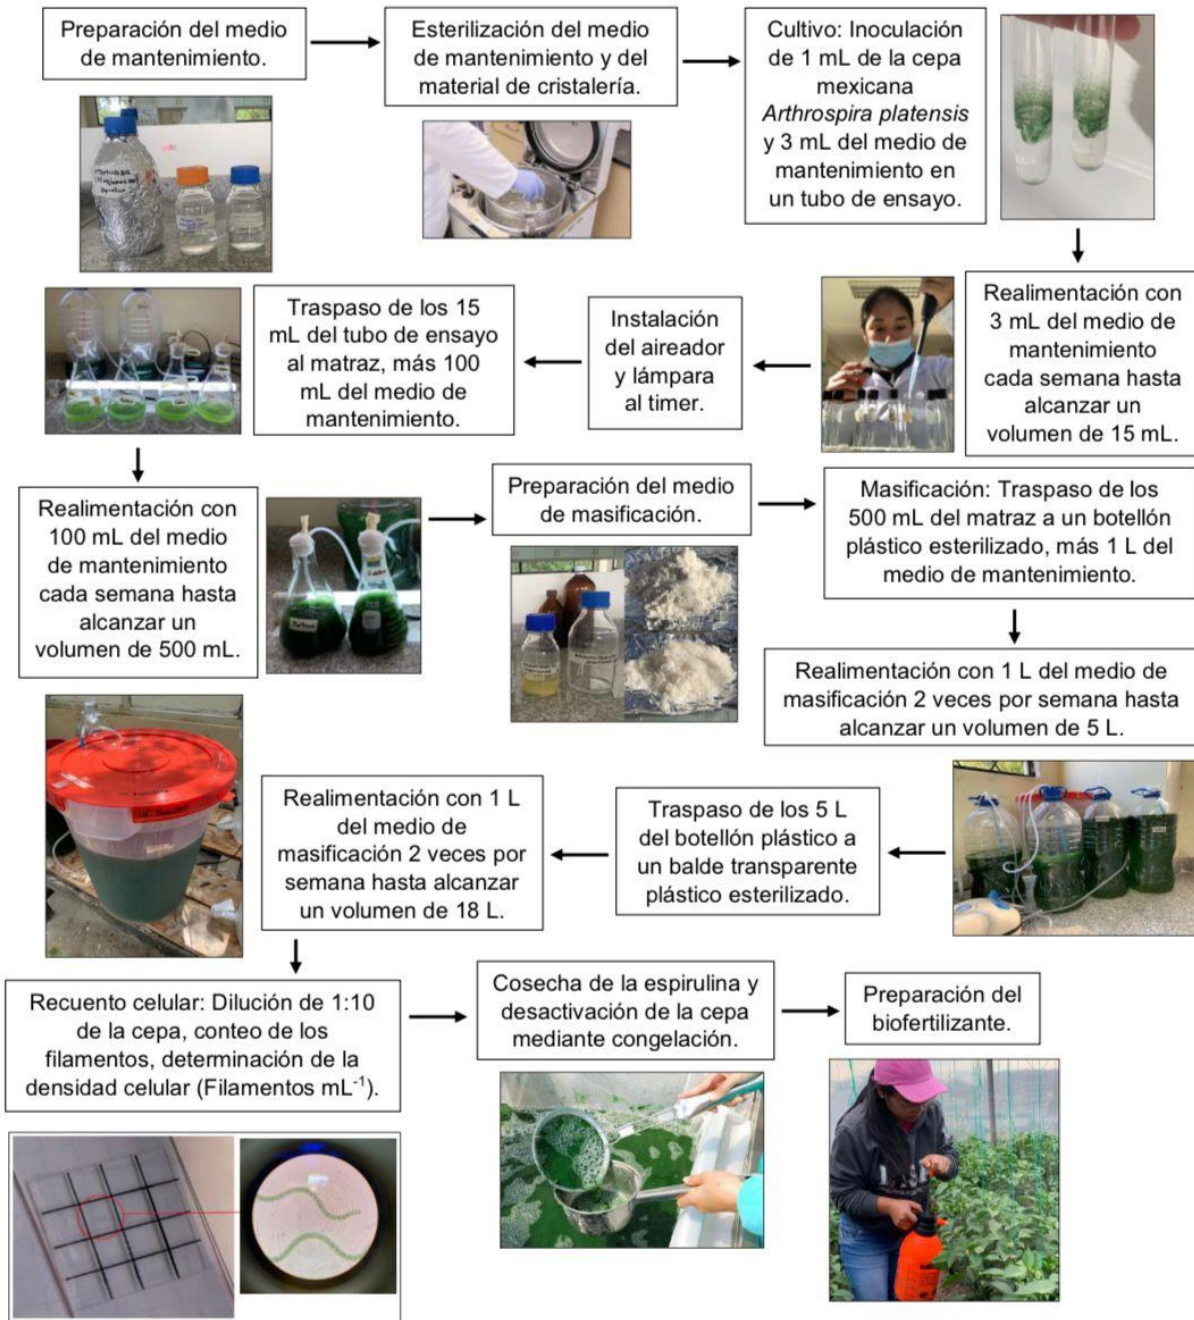 Preparación del medio
de mantenimiento.
Esterilización del medio
de mantenimiento y del
material de cristalería.
Cultivo: Inoculación
de 1 mL de la cepa
mexicana
Arthrospira platensis
y 3 mL del medio de
mantenimiento en
un tubo de ensayo.
Realimentación con
3 mL del medio de
mantenimiento
cada semana hasta
alcanzar un
volumen de 15 mL.
Instalación
del aireador
y lámpara
al timer.
Traspaso de los 15
mL del tubo de ensayo
al matraz, más 100
mL del medio de
mantenimiento.
Realimentación con
100 mL del medio
de mantenimiento
cada semana hasta
alcanzar un
volumen de 500 mL.
Preparación del medio
de masificación.
Masificación: Traspaso de los
500 mL del matraz a un botellón
plástico esterilizado, más 1 L del
medio de mantenimiento.
Realimentación con 1 L del medio de
masificación 2 veces por semana hasta
alcanzar un volumen de 5 L.
Traspaso de los 5 L
del botellón plástico a
un balde transparente
plástico esterilizado.
Realimentación con 1 L
del medio de
masificación 2 veces por
semana hasta alcanzar
un volumen de 18 L.
Recuento celular: Dilución de 1:10
de la cepa, conteo de los
filamentos, determinación de la
densidad celular (Filamentos mL⁻¹).
Cosecha de la espirulina y
desactivación de la cepa
mediante congelación.
Preparación del
biofertilizante.